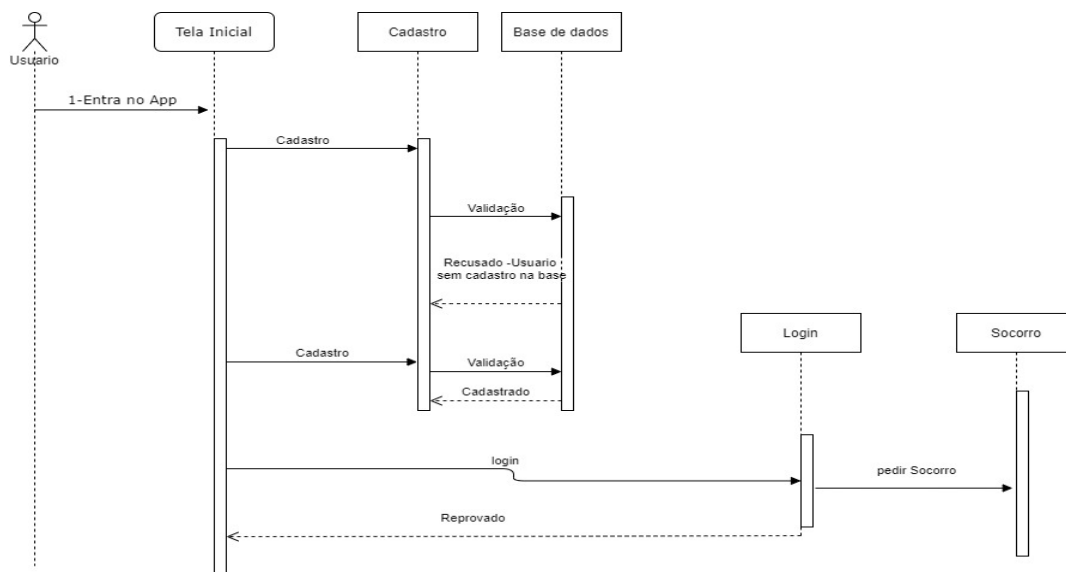 Tela Inicial
Cadastro
Base de dados
Usuario
1-Entra no App
Cadastro
Validação
Recusado -Usuario
sem cadastro na base
Login
Socorro
Cadastro
Validação
Cadastrado
login
pedir Socorro
Reprovado